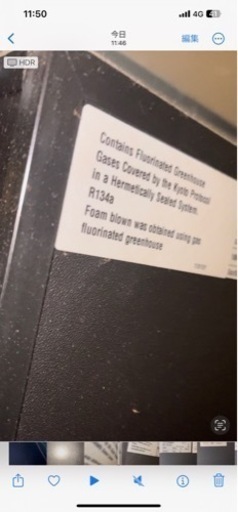 11:50
4G
今日
11:46
編集
HDR
Contains Fluorinated Greenhouse
Gases Covered by the Kyoto Protocol
in a Hermetically Sealed System.
R134a
Foam blown was obtained using gas
fluorinated greenhouse